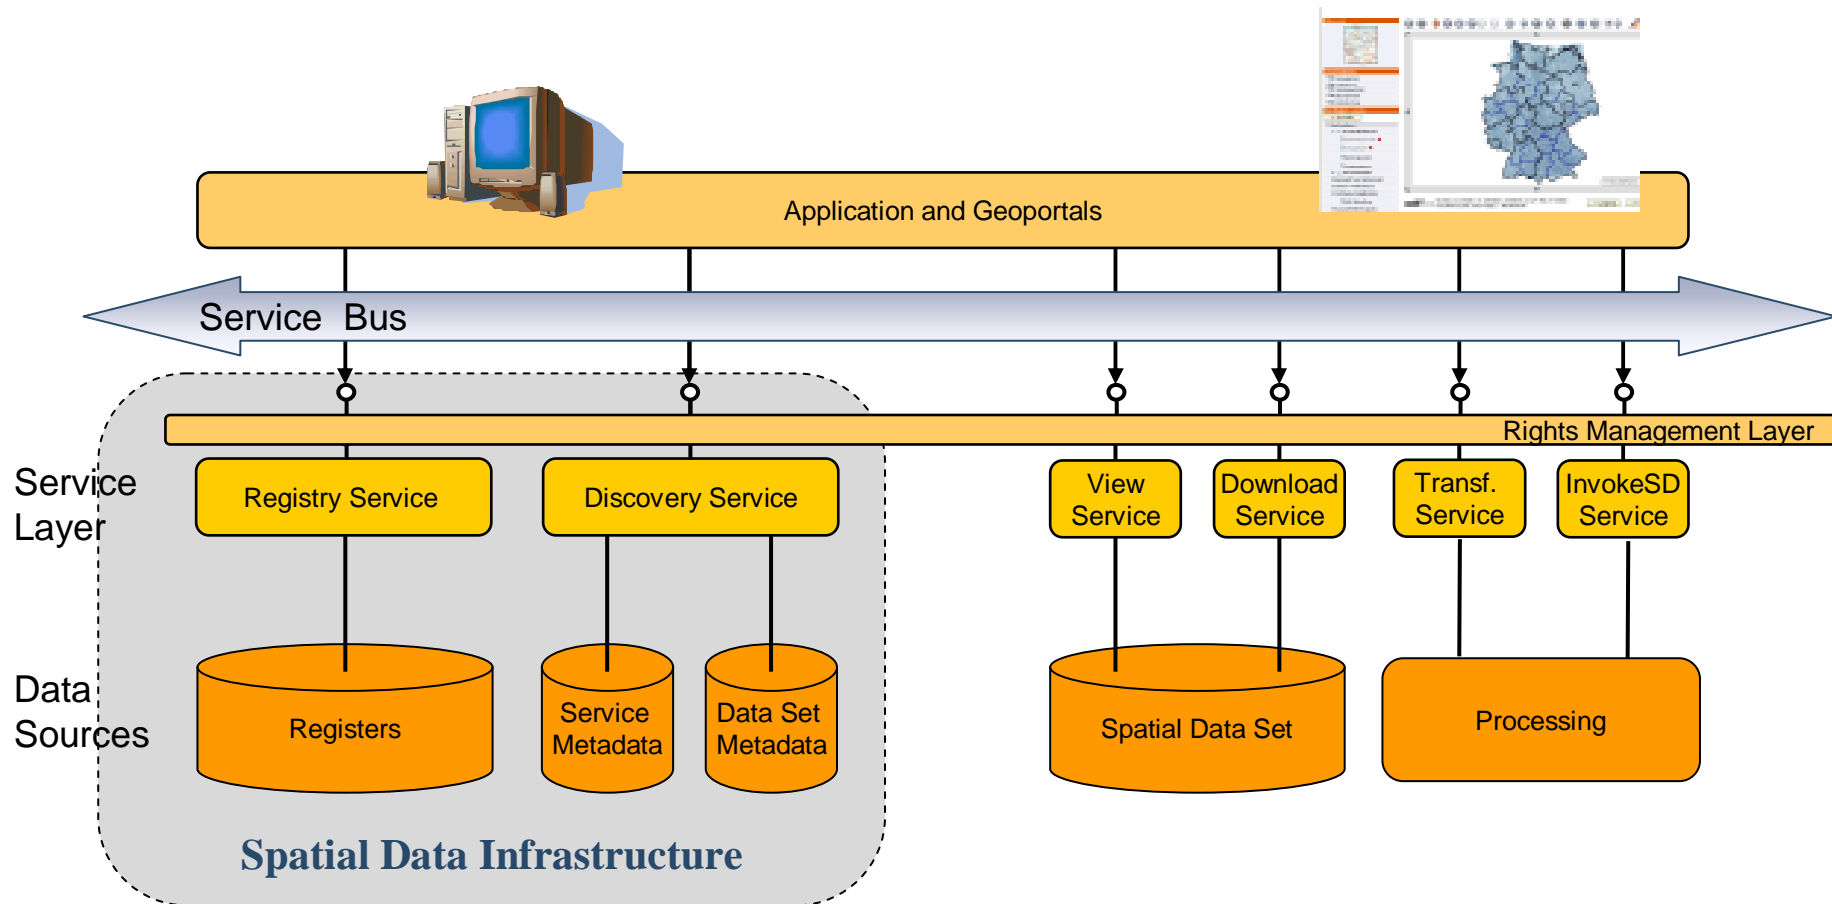 Application and Geoportals
Service Bus
Rights Management Layer
Service
Layer
Registry Service
Discovery Service
View
Service
Download
Service
Transf.
Service
InvokeSD
Service
Data
Sources
Registers
Service
Metadata
Data Set
Metadata
Spatial Data Set
Processing
Spatial Data Infrastructure